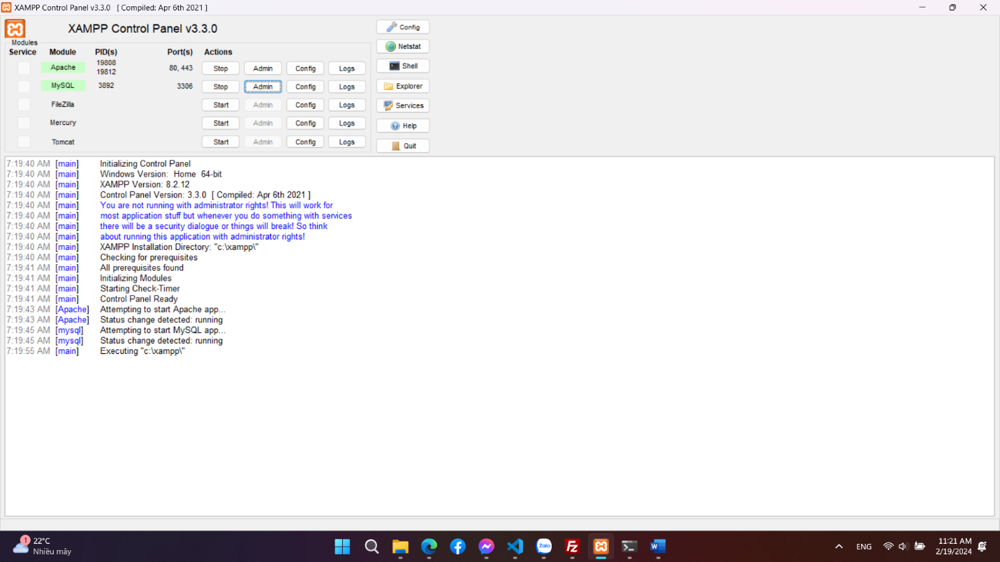 XAMPP Control Panel v3.3.0 [ Compiled: Apr 6th 2021 ]
XAMPP Control Panel v3.3.0
Modules
Service Module PID(s) Port(s) Actions
Apache 19808 19812 80, 443 Stop Admin Config Logs
MySQL 3892 3306 Stop Admin Config Logs
FileZilla Start Admin Config Logs
Mercury Start Admin Config Logs
Tomcat Start Admin Config Logs
Config
Netstat
Shell
Explorer
Services
Help
Quit
7:19:40 AM [main] Initializing Control Panel
7:19:40 AM [main] Windows Version: Home 64-bit
7:19:40 AM [main] XAMPP Version: 8.2.12
7:19:40 AM [main] Control Panel Version: 3.3.0 [ Compiled: Apr 6th 2021 ]
7:19:40 AM [main] You are not running with administrator rights! This will work for
7:19:40 AM [main] most application stuff but whenever you do something with services
7:19:40 AM [main] there will be a security dialogue or things will break! So think
7:19:40 AM [main] about running this application with administrator rights!
7:19:40 AM [main] XAMPP Installation Directory: "c:\xampp\"
7:19:40 AM [main] Checking for prerequisites
7:19:41 AM [main] All prerequisites found
7:19:41 AM [main] Initializing Modules
7:19:41 AM [main] Starting Check-Timer
7:19:41 AM [main] Control Panel Ready
7:19:43 AM [Apache] Attempting to start Apache app...
7:19:43 AM [Apache] Status change detected: running
7:19:45 AM [mysql] Attempting to start MySQL app...
7:19:45 AM [mysql] Status change detected: running
7:19:55 AM [main] Executing "c:\xampp\"
1
22°C
Nhiều mây
Zalo
Fz
W
ENG
11:21 AM
2/19/2024